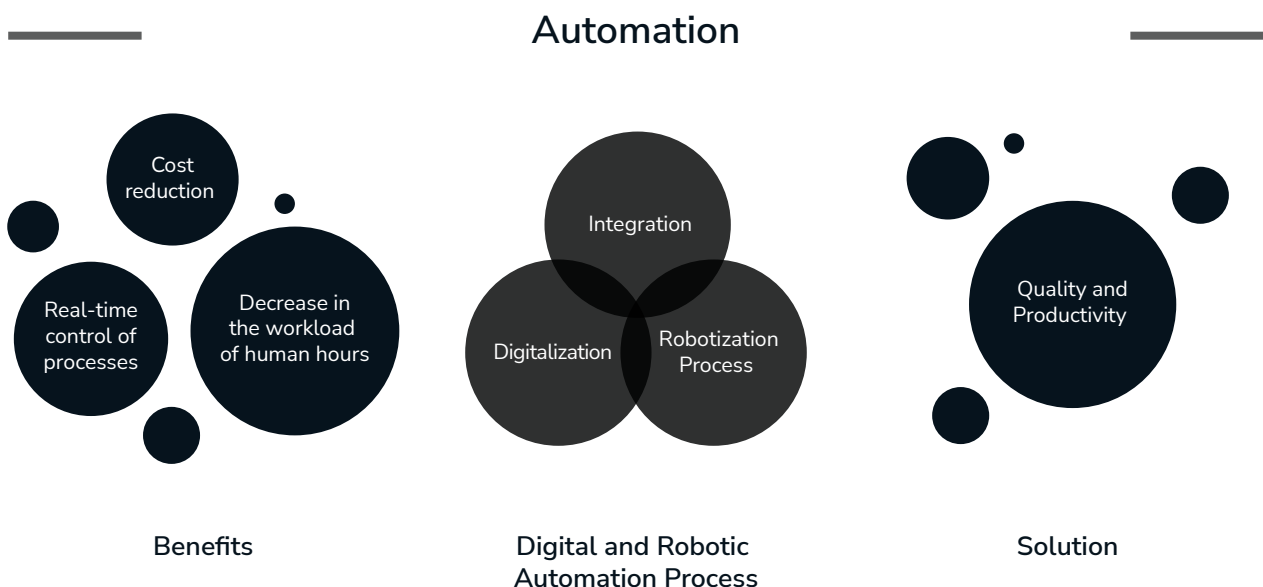 Automation
Cost
reduction
Real-time
control of
processes
Decrease in
the workload
of human hours
Benefits
Integration
Digitalization
Robotization
Process
Digital and Robotic
Automation Process
Quality and
Productivity
Solution